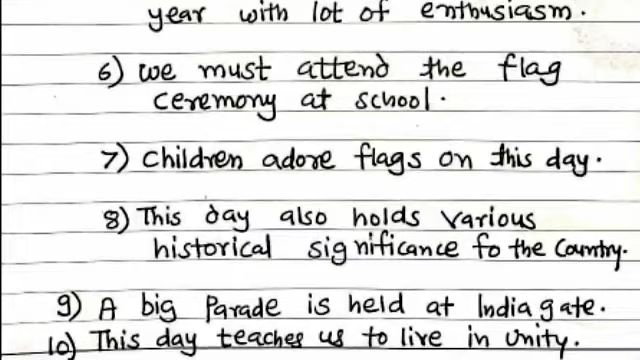 year with lot of enthusiasm.
6) we must attend the flag
ceremony at school.
7) Children adore flags on this day.
8) This day also holds various
historical significance fo the Country.
9) A big Parade is held at India gate.
10) This day teaches us to live in Unity.